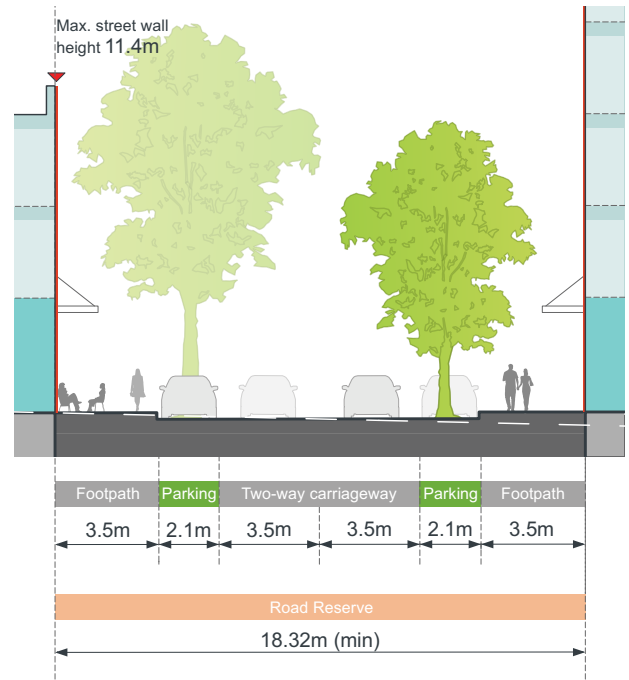 Max. street wall
height 11.4m
Footpath Parking Two-way carriageway Parking Footpath
3.5m 2.1m 3.5m 3.5m 2.1m 3.5m
Road Reserve
18.32m (min)